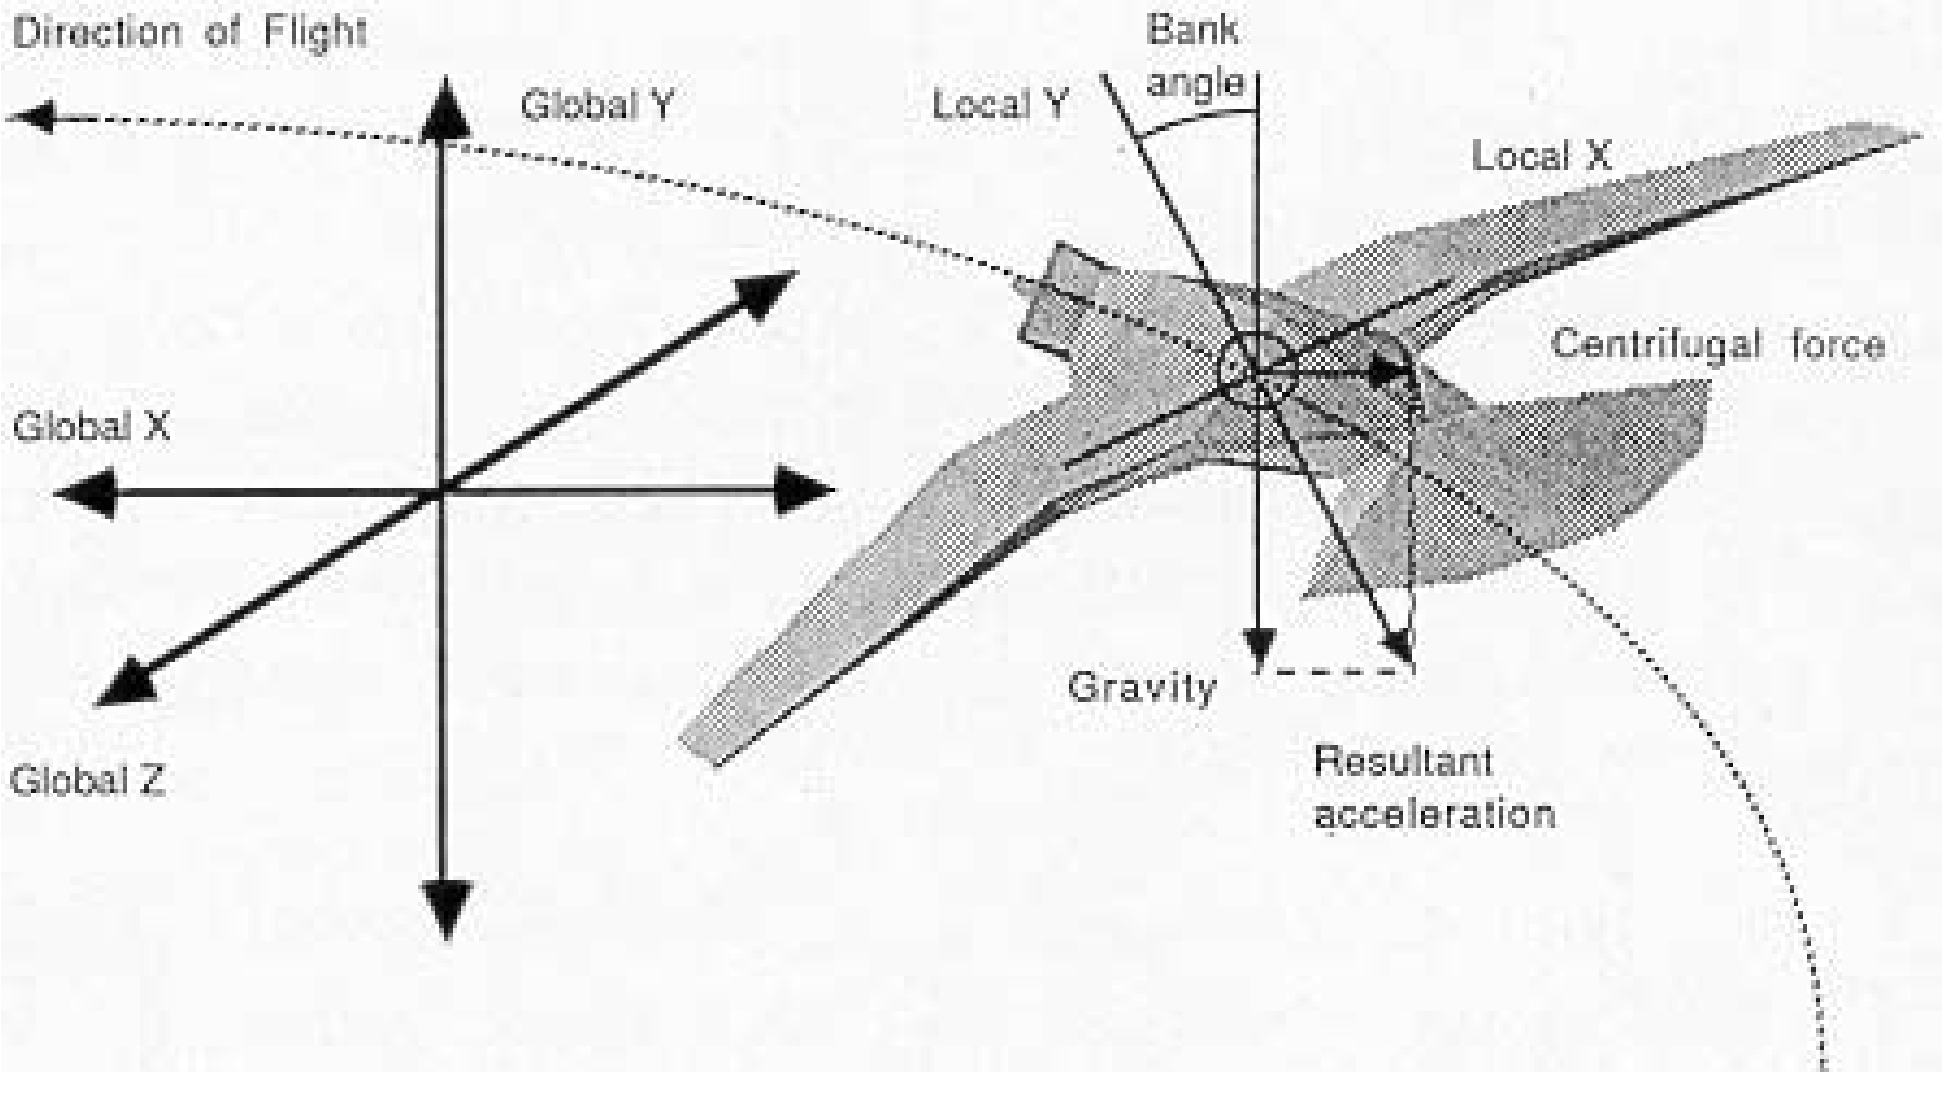 Direction of Flight
Global Y
Local Y
Bank
angle
Local X
Centrifugal force
Global X
Gravity
Resultant
acceleration
Global Z